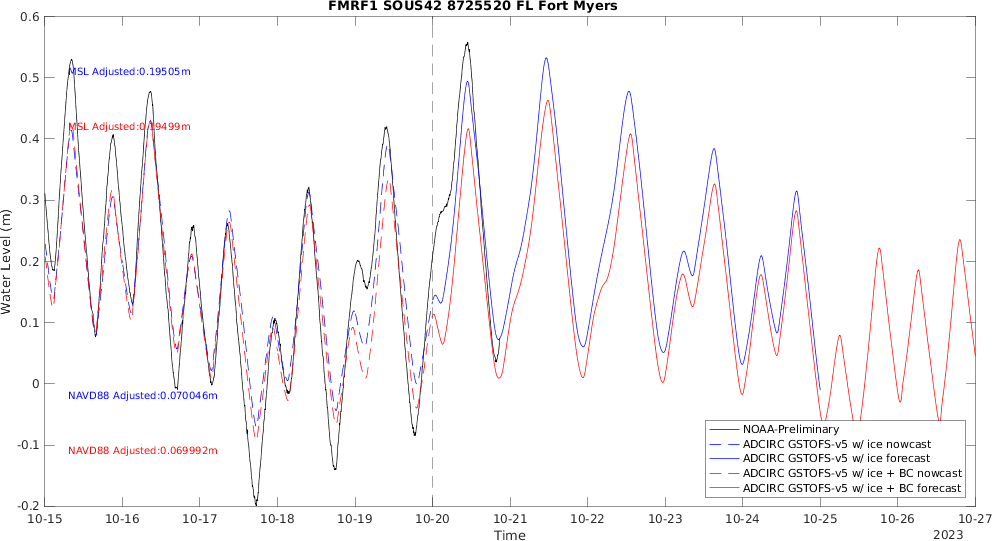 FMRF1 SOUS42 8725520 FL Fort Myers
0.6
0.5
0.4
0.3
0.2
0.1
0
-0.1
-0.2
Water Level (m)
MSL Adjusted:0.19505m
MSL Adjusted:0.19499m
NAVD88 Adjusted:0.070046m
NAVD88 Adjusted:0.069992m
NOAA-Preliminary
ADCIRC GSTOFS-v5 w/ ice nowcast
ADCIRC GSTOFS-v5 w/ ice forecast
ADCIRC GSTOFS-v5 w/ ice + BC nowcast
ADCIRC GSTOFS-v5 w/ ice + BC forecast
10-15 10-16 10-17 10-18 10-19 10-20 10-21 10-22 10-23 10-24 10-25 10-26 10-27
Time
2023